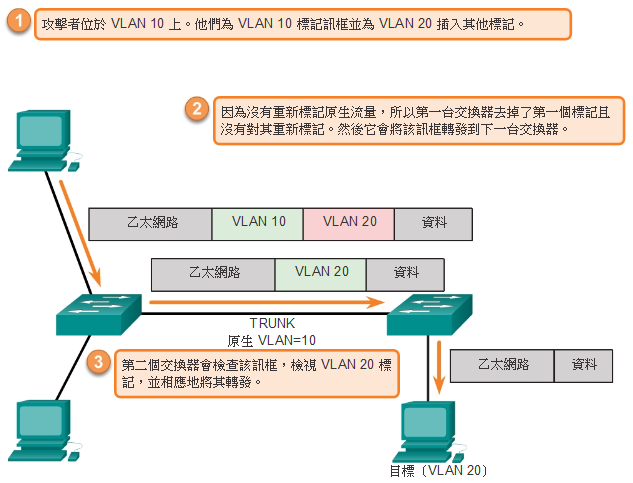 1
攻擊者位於 VLAN 10 上。他們為 VLAN 10 標記訊框並為 VLAN 20 插入其他標記。
2
因為沒有重新標記原生流量，所以第一台交換器去掉了第一個標記且
沒有對其重新標記。然後它會將該訊框轉發到下一台交換器。
乙太網路 VLAN 10 VLAN 20 資料
乙太網路 VLAN 20 資料
TRUNK
原生 VLAN=10
3
第二個交換器會檢查該訊框，檢視 VLAN 20 標
記，並相應地將其轉發。
乙太網路 資料
目標（VLAN 20）